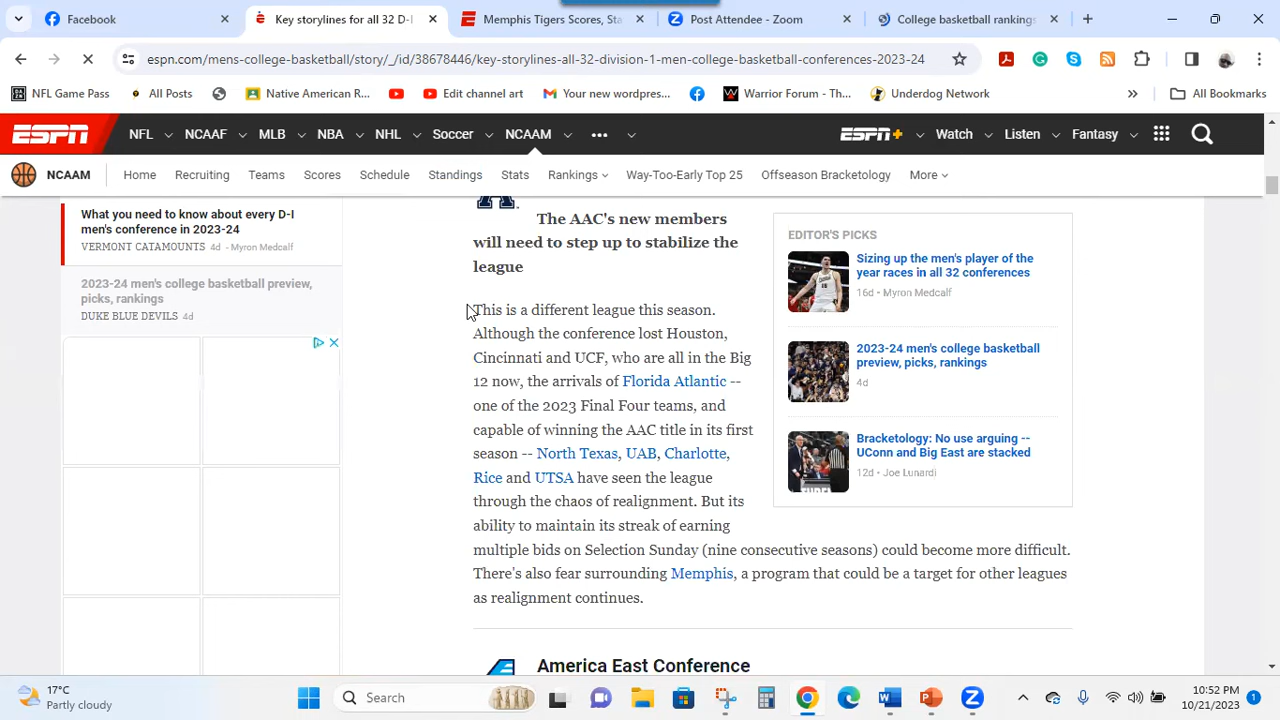 Facebook
Key storylines for all 32 D-I
Memphis Tigers Scores, Sta
Post Attendee - Zoom
College basketball rankings
espn.com/mens-college-basketball/story/_/id/38678446/key-storylines-all-32-division-1-men-college-basketball-conferences-2023-24
NFL Game Pass
All Posts
Native American R...
Edit channel art
Your new wordpres...
Warrior Forum - Th...
Underdog Network
All Bookmarks
ESPN
NFL
NCAAF
MLB
NBA
NHL
Soccer
NCAAM
ESPN+
Watch
Listen
Fantasy
NCAAM
Home
Recruiting
Teams
Scores
Schedule
Standings
Stats
Rankings
Way-Too-Early Top 25
Offseason Bracketology
More
What you need to know about every D-I
men's conference in 2023-24
VERMONT CATAMOUNTS 4d • Myron Medcalf
2023-24 men's college basketball preview,
picks, rankings
DUKE BLUE DEVILS 4d
The AAC's new members
will need to step up to stabilize the
league
This is a different league this season.
Although the conference lost Houston,
Cincinnati and UCF, who are all in the Big
12 now, the arrivals of Florida Atlantic --
one of the 2023 Final Four teams, and
capable of winning the AAC title in its first
season -- North Texas, UAB, Charlotte,
Rice and UTSA have seen the league
through the chaos of realignment. But its
ability to maintain its streak of earning
multiple bids on Selection Sunday (nine consecutive seasons) could become more difficult.
There's also fear surrounding Memphis, a program that could be a target for other leagues
as realignment continues.
EDITOR'S PICKS
Sizing up the men's player of the
year races in all 32 conferences
16d • Myron Medcalf
2023-24 men's college basketball
preview, picks, rankings
4d
Bracketology: No use arguing --
UConn and Big East are stacked
12d • Joe Lunardi
America East Conference
17°C
Partly cloudy
Search
10:52 PM
10/21/2023
1